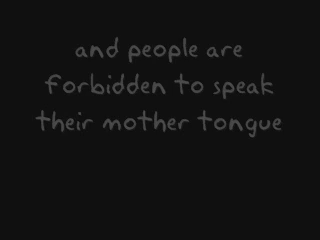 and people are
forbidden to speak
their mother tongue